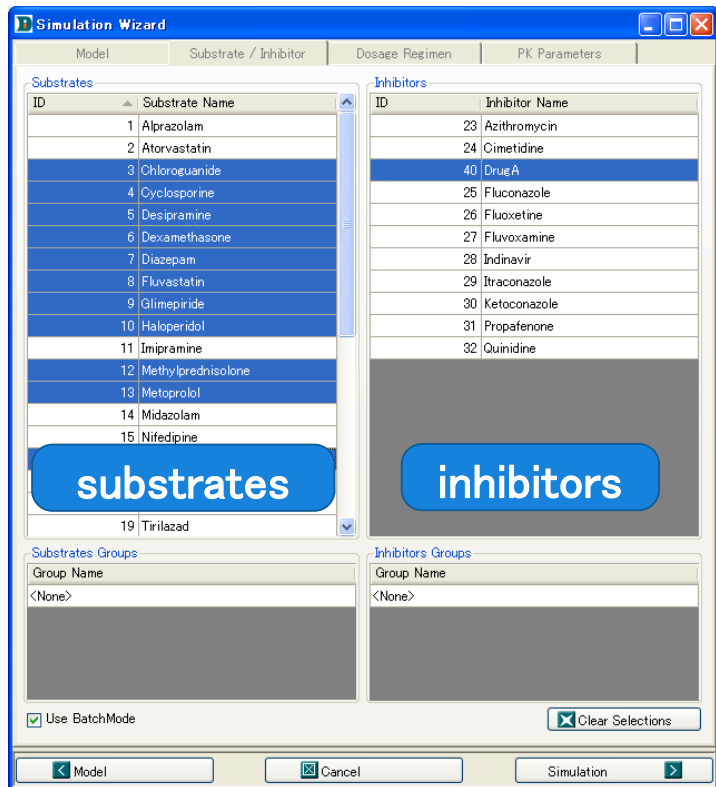 Simulation Wizard
Model Substrate / Inhibitor Dosage Regimen PK Parameters
Substrates
ID Substrate Name
1 Alprazolam
2 Atorvastatin
3 Chloroguanide
4 Cyclosporine
5 Desipramine
6 Dexamethasone
7 Diazepam
8 Fluvastatin
9 Glimepiride
10 Haloperidol
11 Imipramine
12 Methylprednisolone
13 Metoprolol
14 Midazolam
15 Nifedipine
substrates
19 Tirilazad
Inhibitors
ID Inhibitor Name
23 Azithromycin
24 Cimetidine
40 DrugA
25 Fluconazole
26 Fluoxetine
27 Fluvoxamine
28 Indinavir
29 Itraconazole
30 Ketoconazole
31 Propafenone
32 Quinidine
inhibitors
Substrates Groups
Group Name
<None>
Inhibitors Groups
Group Name
<None>
Use BatchMode
Clear Selections
Model
Cancel
Simulation